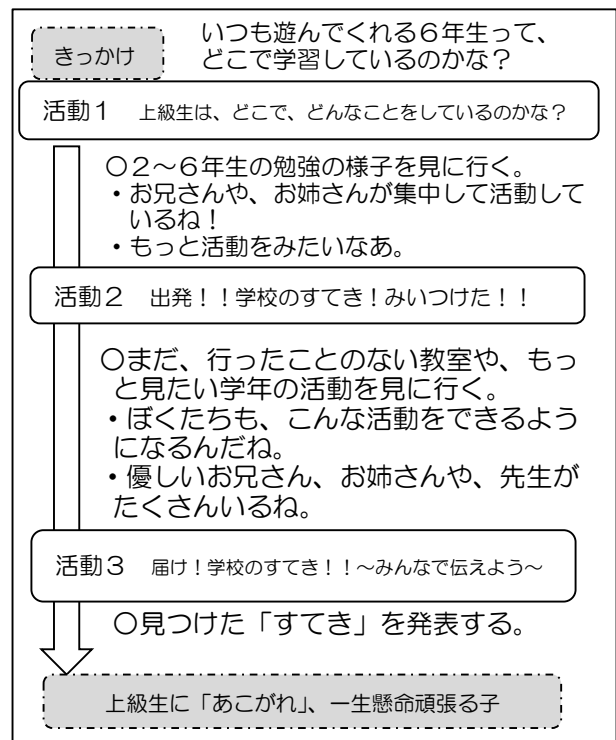 きっかけ
いつも遊んでくれる6年生って、
どこで学習しているのかな？
活動1　上級生は、どこで、どんなことをしているのかな？
〇2～6年生の勉強の様子を見に行く。
・お兄さんや、お姉さんが集中して活動して
いるね！
・もっと活動をみたいなあ。
活動2　出発！！学校のすてき！みいつけた！！
〇まだ、行ったことのない教室や、もっ
と見たい学年の活動を見に行く。
・ぼくたちも、こんな活動をできるよう
になるんだね。
・優しいお兄さん、お姉さんや、先生が
たくさんいるね。
活動3　届け！学校のすてき！！～みんなで伝えよう～
〇見つけた「すてき」を発表する。
上級生に「あこがれ」、一生懸命頑張る子